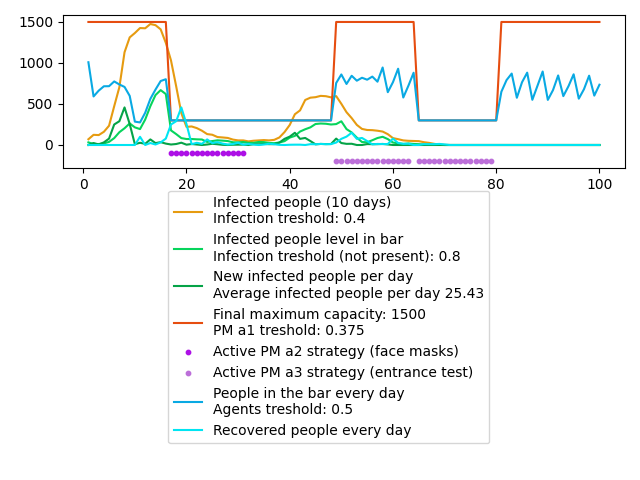 1500
1000
500
0
0
20
40
60
80
100
Infected people (10 days)
Infection treshold: 0.4
Infected people level in bar
Infection treshold (not present): 0.8
New infected people per day
Average infected people per day 25.43
Final maximum capacity: 1500
PM a1 treshold: 0.375
Active PM a2 strategy (face masks)
Active PM a3 strategy (entrance test)
People in the bar every day
Agents treshold: 0.5
Recovered people every day